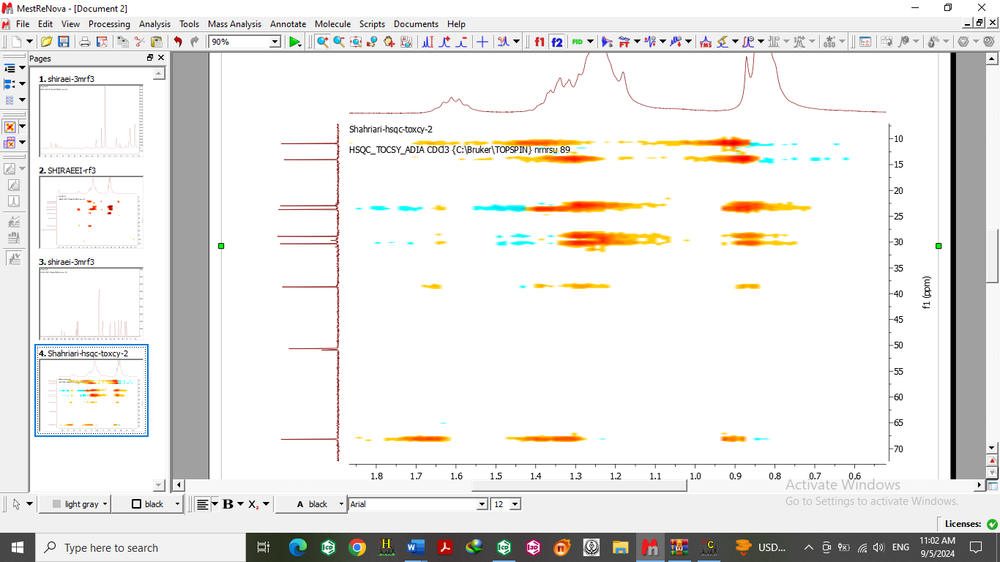 MestReNova - [Document 2]
File Edit View Processing Analysis Tools Mass Analysis Annotate Molecule Scripts Documents Help
90% f1 f2 FID FT TMS GSD
Pages
1. shiraei-3mrf3
2. SHIRAEEI-rf3
3. shiraei-3mrf3
4. Shahriari-hsqc-toxcy-2
Shahriari-hsqc-toxcy-2
HSQC_TOCSY_ADIA CDCl3 {C:\Bruker\TOPSPIN} nmrsu 89
10
15
20
25
30
35
40
45
50
55
60
65
70
f1 (ppm)
1.8 1.7 1.6 1.5 1.4 1.3 1.2 1.1 1.0 0.9 0.8 0.7 0.6
Activate Windows
Go to Settings to activate Windows.
light gray black B X2 A black Arial 12
Licenses:
Type here to search
USD...
ENG
11:02 AM
9/5/2024